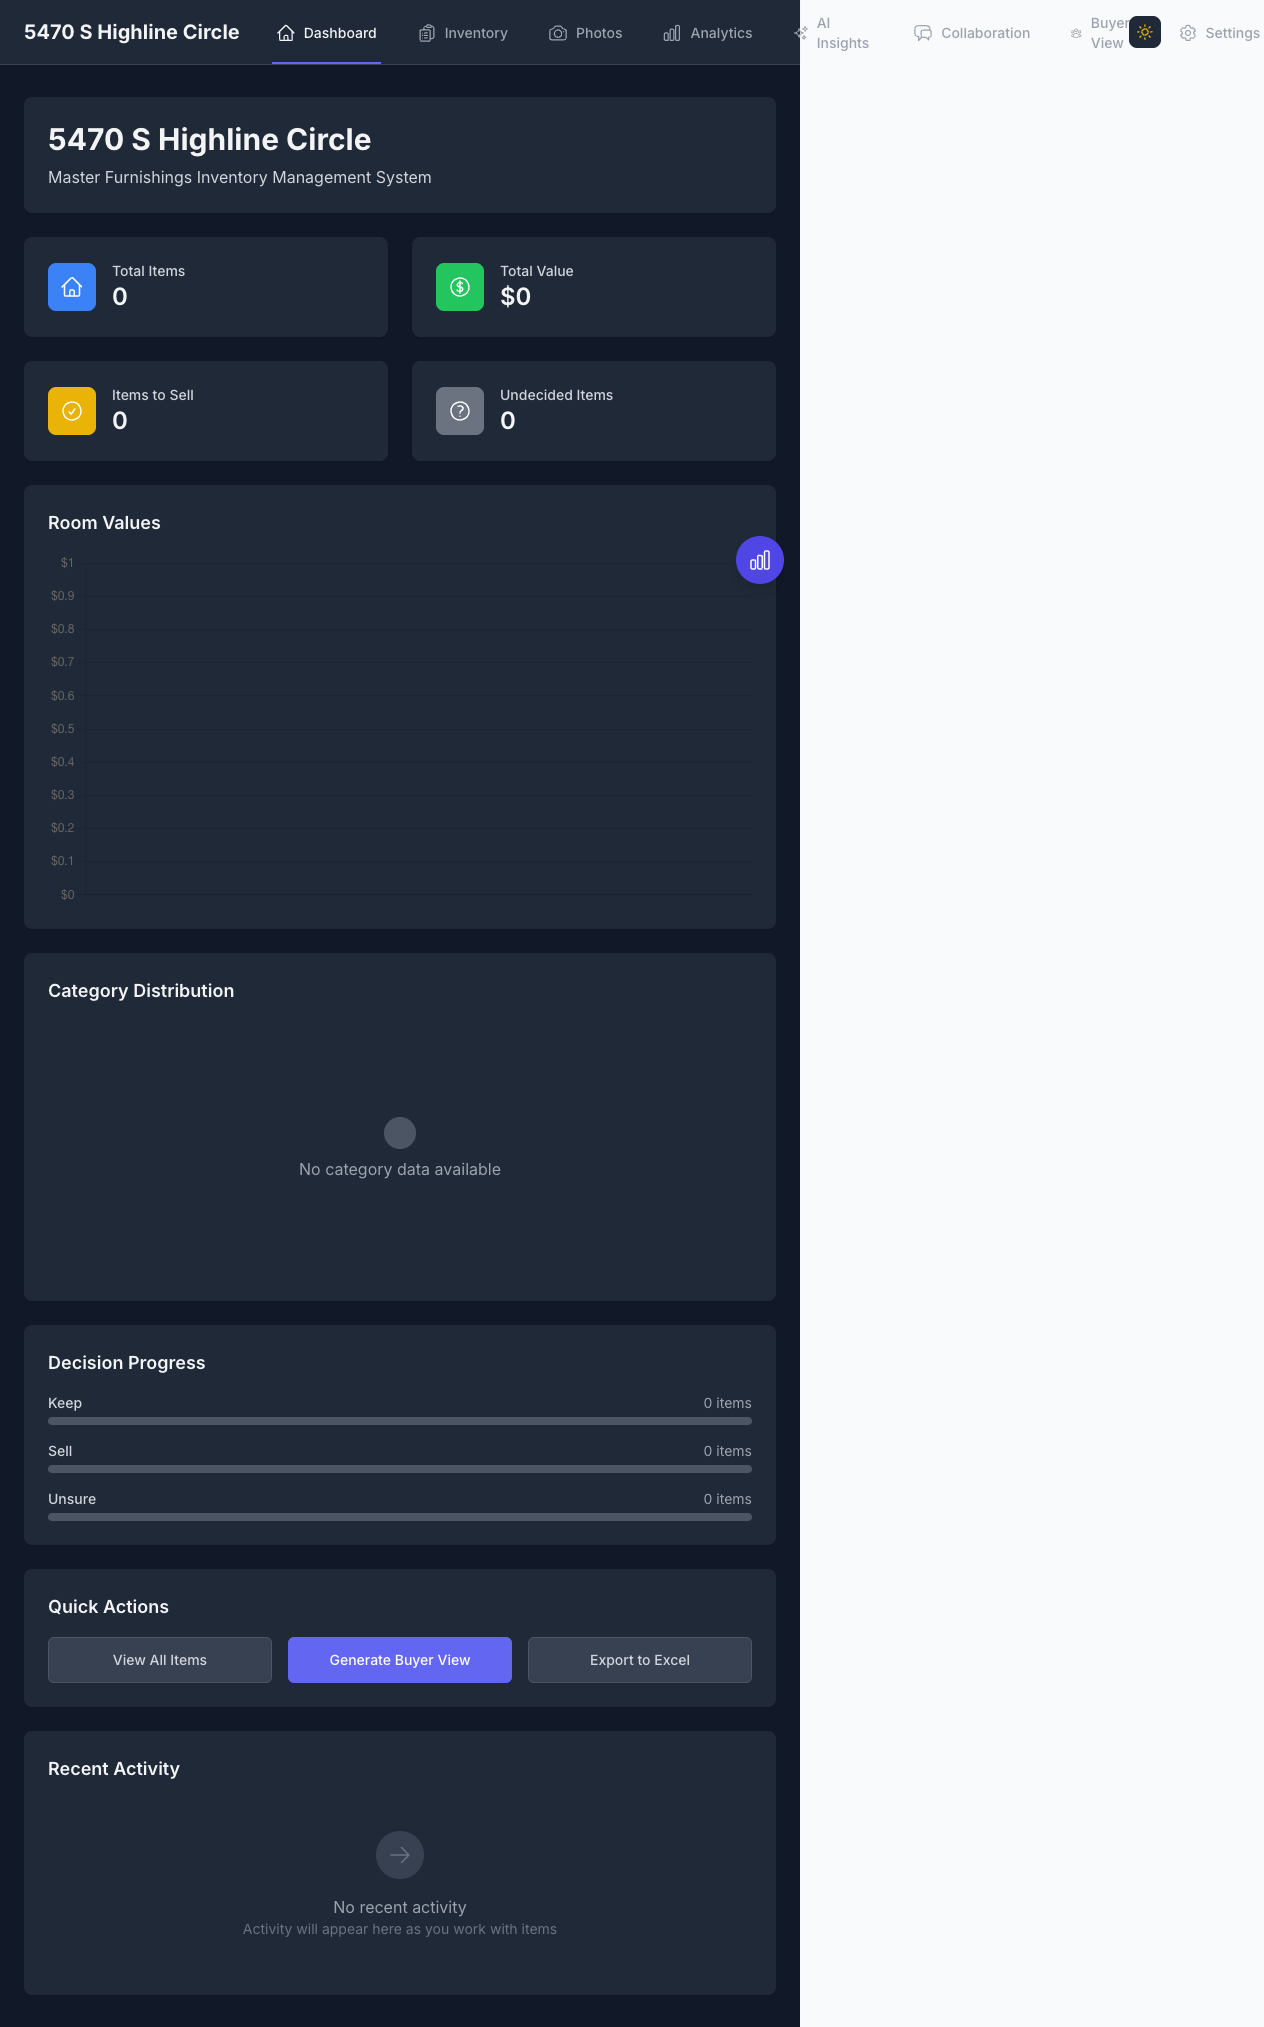 5470 S Highline Circle
Dashboard
Inventory
Photos
Analytics
AI
Insights
Collaboration
Buyer
View
Settings
5470 S Highline Circle
Master Furnishings Inventory Management System
Total Items
0
Total Value
$0
Items to Sell
0
Undecided Items
0
Room Values
$1
$0.9
$0.8
$0.7
$0.6
$0.5
$0.4
$0.3
$0.2
$0.1
$0
Category Distribution
No category data available
Decision Progress
Keep
0 items
Sell
0 items
Unsure
0 items
Quick Actions
View All Items
Generate Buyer View
Export to Excel
Recent Activity
No recent activity
Activity will appear here as you work with items